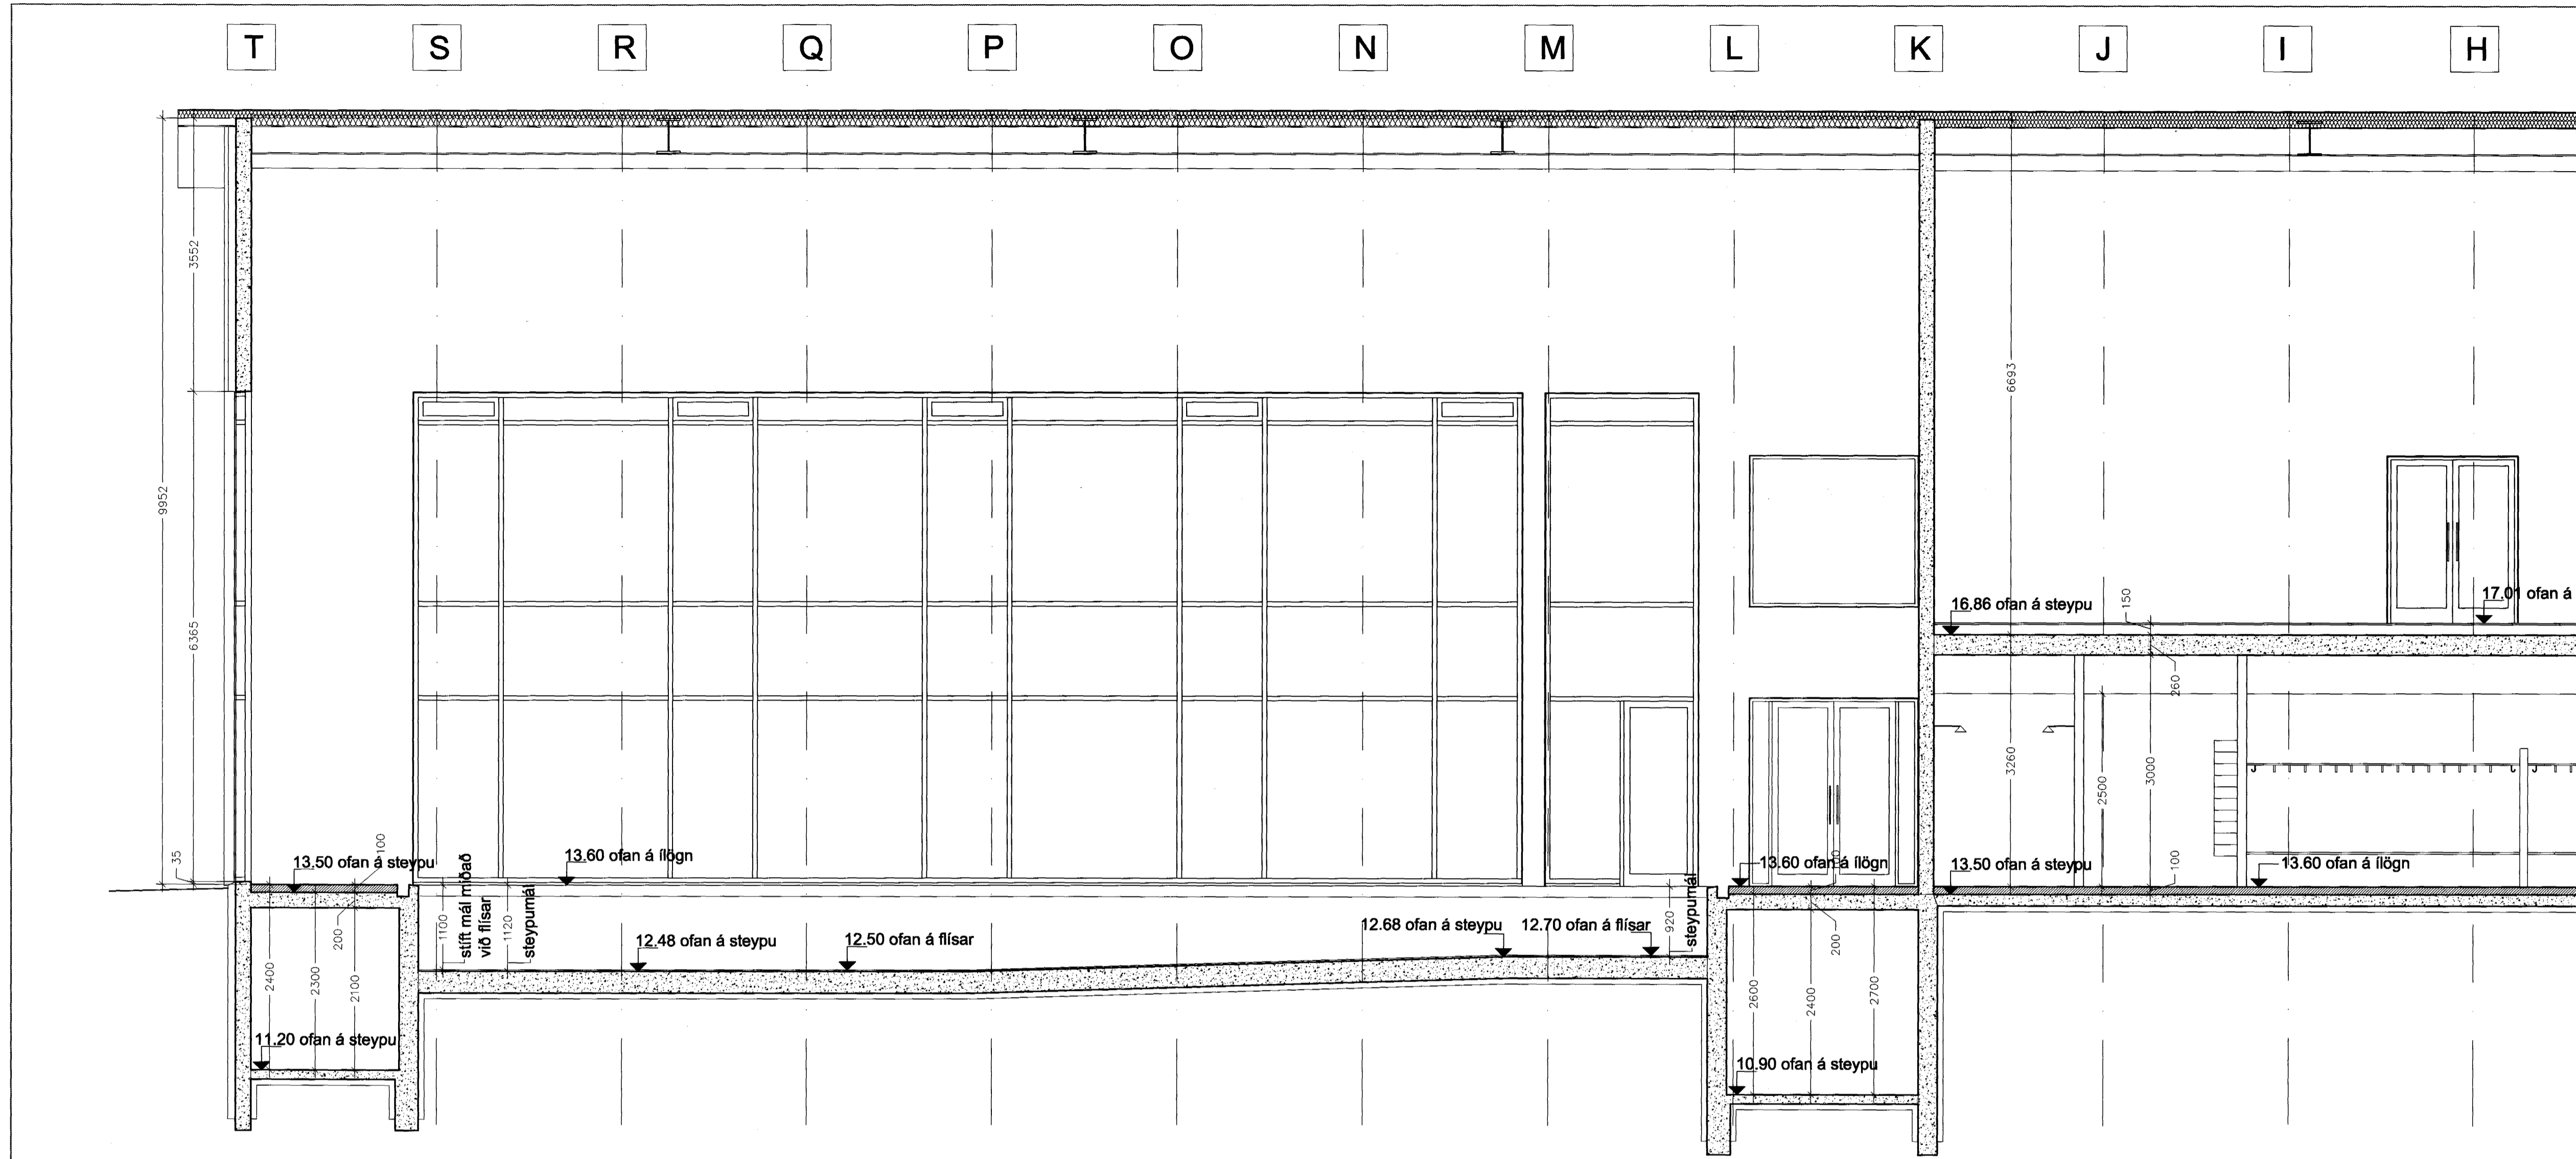 T S R Q P O N M L K J I H
3552
9952
6693
6365
16.86 ofan á steypu
150
17.01 ofan á
260
3260
3000
2500
35
13.50 ofan á steypu
100
13.60 ofan á ílögn
13.60 ofan á ílögn
13.50 ofan á steypu
100
13.60 ofan á ílögn
1100
stíft mál miðað
við flísar
1120
steypumál
12.48 ofan á steypu
12.50 ofan á flísar
12.68 ofan á steypu
12.70 ofan á flísar
920
steypumál
200
200
2400
2300
2100
2600
2400
2700
11.20 ofan á steypu
10.90 ofan á steypu